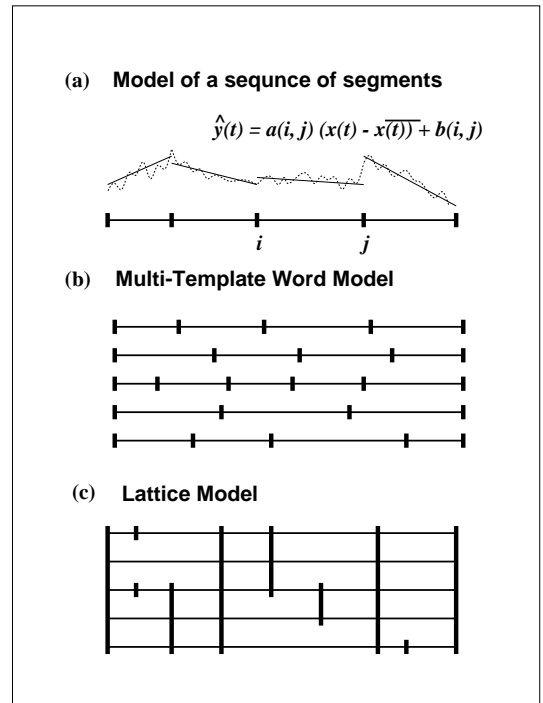 (a) Model of a sequnce of segments
ŷ(t) = a(i, j) (x(t) - x(t)) + b(i, j)
i j
(b) Multi-Template Word Model
(c) Lattice Model